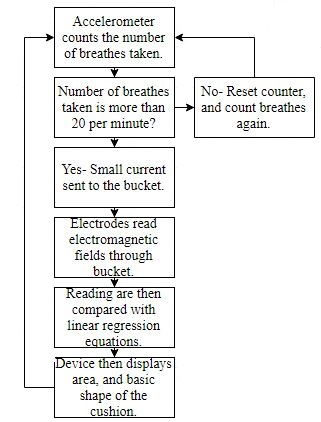 Accelerometer
counts the number
of breathes taken.
Number of breathes
taken is more than
20 per minute?
No- Reset counter,
and count breathes
again.
Yes- Small current
sent to the bucket.
Electrodes read
electromagnetic
fields through
bucket.
Reading are then
compared with
linear regression
equations.
Device then displays
area, and basic
shape of the
cushion.